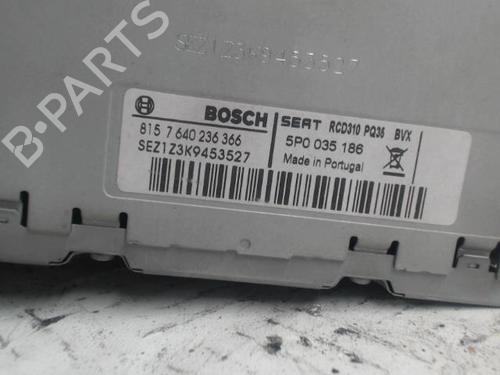 SEZ1Z3K9453527
BOSCH
SEAT RCD310 PQ35 BVX
815 7 640 236 366
5P0 035 186
SEZ1Z3K9453527
Made in Portugal
B-PARTS